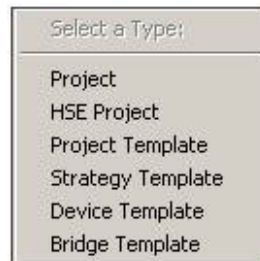 Select a Type:
Project
HSE Project
Project Template
Strategy Template
Device Template
Bridge Template